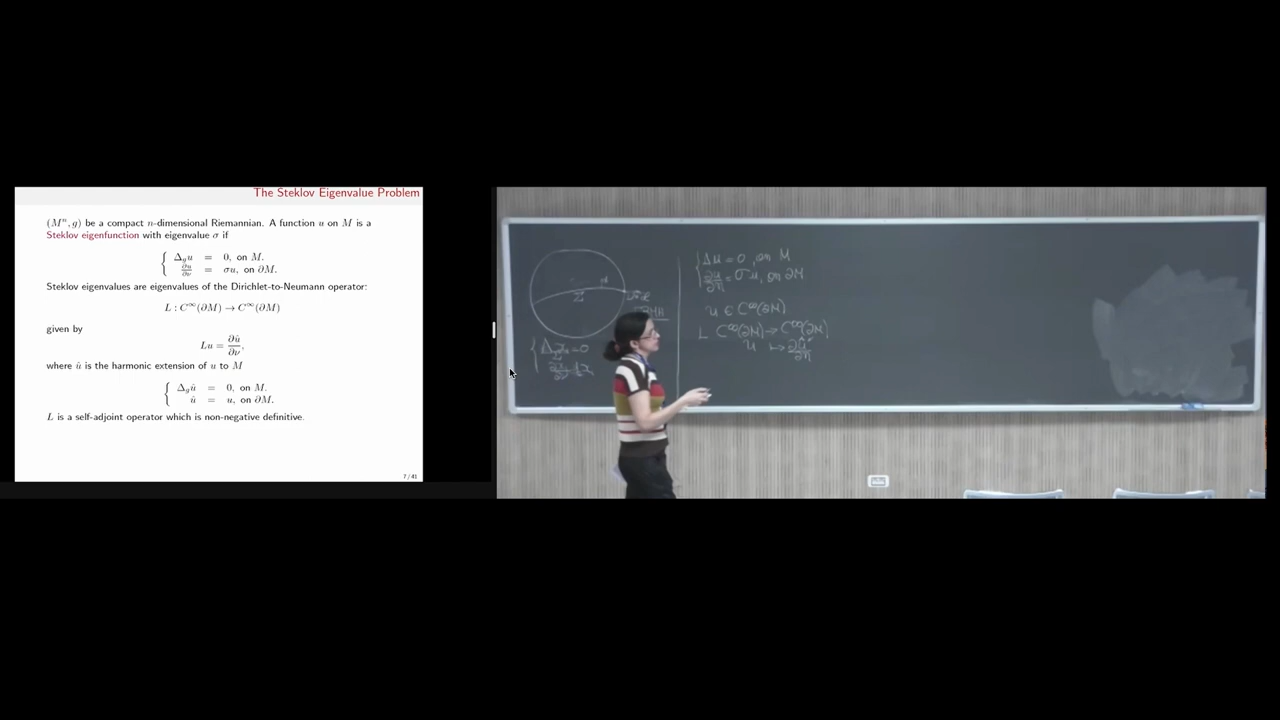 The Steklov Eigenvalue Problem
(Mⁿ, g) be a compact n-dimensional Riemannian. A function u on M is a
Steklov eigenfunction with eigenvalue σ if
{ Δ_g u = 0, on M.
∂u/∂ν = σu, on ∂M.
Steklov eigenvalues are eigenvalues of the Dirichlet-to-Neumann operator:
L : C^∞(∂M) → C^∞(∂M)
given by
Lu = ∂û/∂ν,
where û is the harmonic extension of u to M
{ Δ_g û = 0, on M.
û = u, on ∂M.
L is a self-adjoint operator which is non-negative definitive.
7 / 41
Σ
{ Δu = 0, on M
∂u/∂η = σu, on ∂M
u ∈ C^∞(∂M)
L C^∞(∂M) → C^∞(∂M)
u ↦ ∂û/∂η